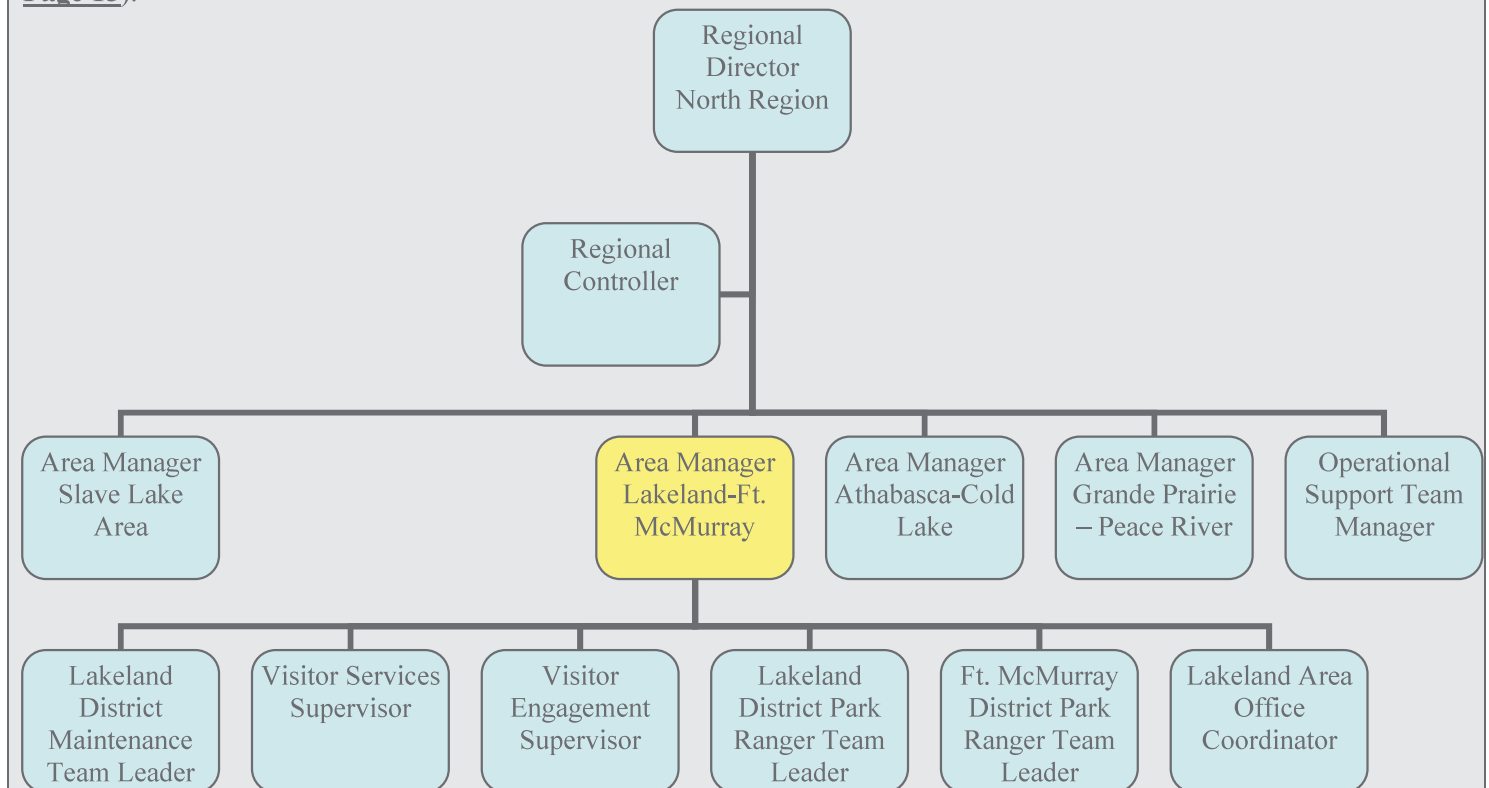 Regional
Director
North Region
Regional
Controller
Area Manager
Slave Lake
Area
Area Manager
Lakeland-Ft.
McMurray
Area Manager
Athabasca-Cold
Lake
Area Manager
Grande Prairie
– Peace River
Operational
Support Team
Manager
Lakeland
District
Maintenance
Team Leader
Visitor Services
Supervisor
Visitor
Engagement
Supervisor
Lakeland
District Park
Ranger Team
Leader
Ft. McMurray
District Park
Ranger Team
Leader
Lakeland Area
Office
Coordinator